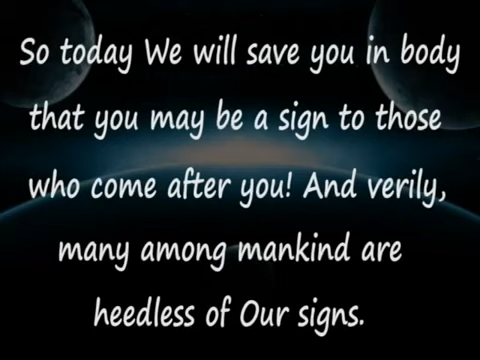 So today We will save you in body
that you may be a sign to those
who come after you! And verily,
many among mankind are
heedless of Our signs.